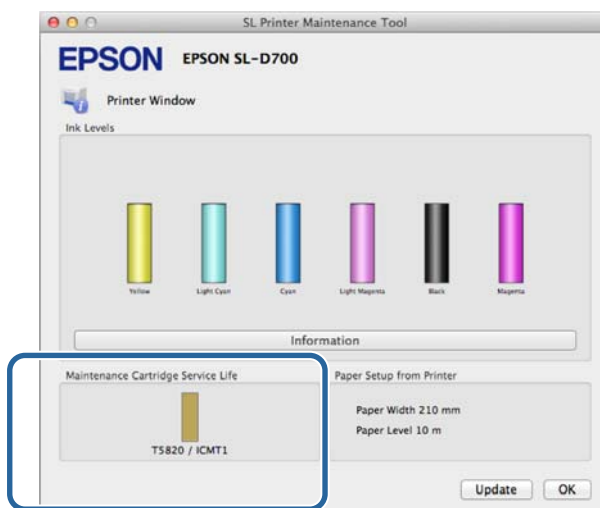 SL Printer Maintenance Tool
EPSON EPSON SL-D700
Printer Window
Ink Levels
Yellow Light Cyan Cyan Light Magenta Black Magenta
Information
Maintenance Cartridge Service Life
T5820 / ICMT1
Paper Setup from Printer
Paper Width 210 mm
Paper Level 10 m
Update OK